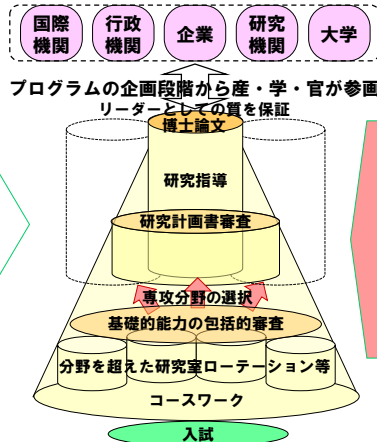 国際
機関
行政
機関
企業
研究
機関
大学
プログラムの企画段階から産・学・官が参画
リーダーとしての質を保証
博士論文
研究指導
研究計画書審査
専攻分野の選択
基礎的能力の包括的審査
分野を超えた研究室ローテーション等
コースワーク
入試